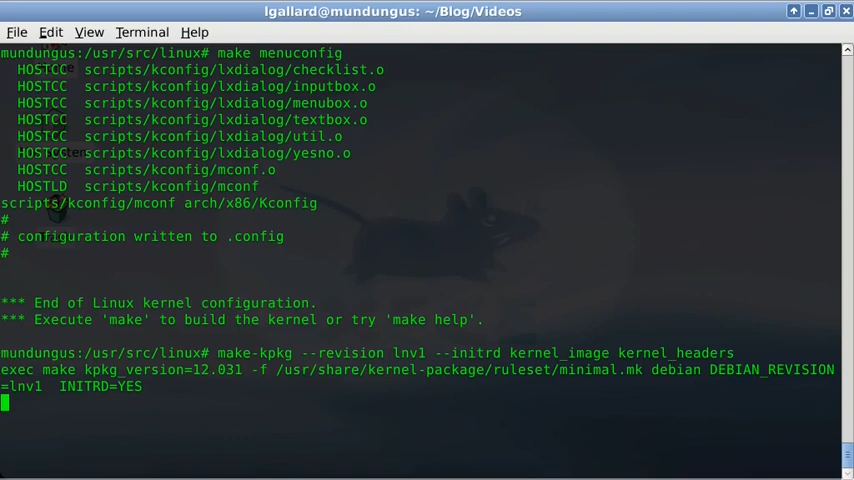 lgallard@mundungus: ~/Blog/Videos
File Edit View Terminal Help
mundungus:/usr/src/linux# make menuconfig
HOSTCC scripts/kconfig/lxdialog/checklist.o
HOSTCC scripts/kconfig/lxdialog/inputbox.o
HOSTCC scripts/kconfig/lxdialog/menubox.o
HOSTCC scripts/kconfig/lxdialog/textbox.o
HOSTCC scripts/kconfig/lxdialog/util.o
HOSTCC scripts/kconfig/lxdialog/yesno.o
HOSTCC scripts/kconfig/mconf.o
HOSTLD scripts/kconfig/mconf
scripts/kconfig/mconf arch/x86/Kconfig
#
# configuration written to .config
#
*** End of Linux kernel configuration.
*** Execute 'make' to build the kernel or try 'make help'.
mundungus:/usr/src/linux# make-kpkg --revision lnv1 --initrd kernel_image kernel_headers
exec make kpkg_version=12.031 -f /usr/share/kernel-package/ruleset/minimal.mk debian DEBIAN_REVISION
=lnv1 INITRD=YES